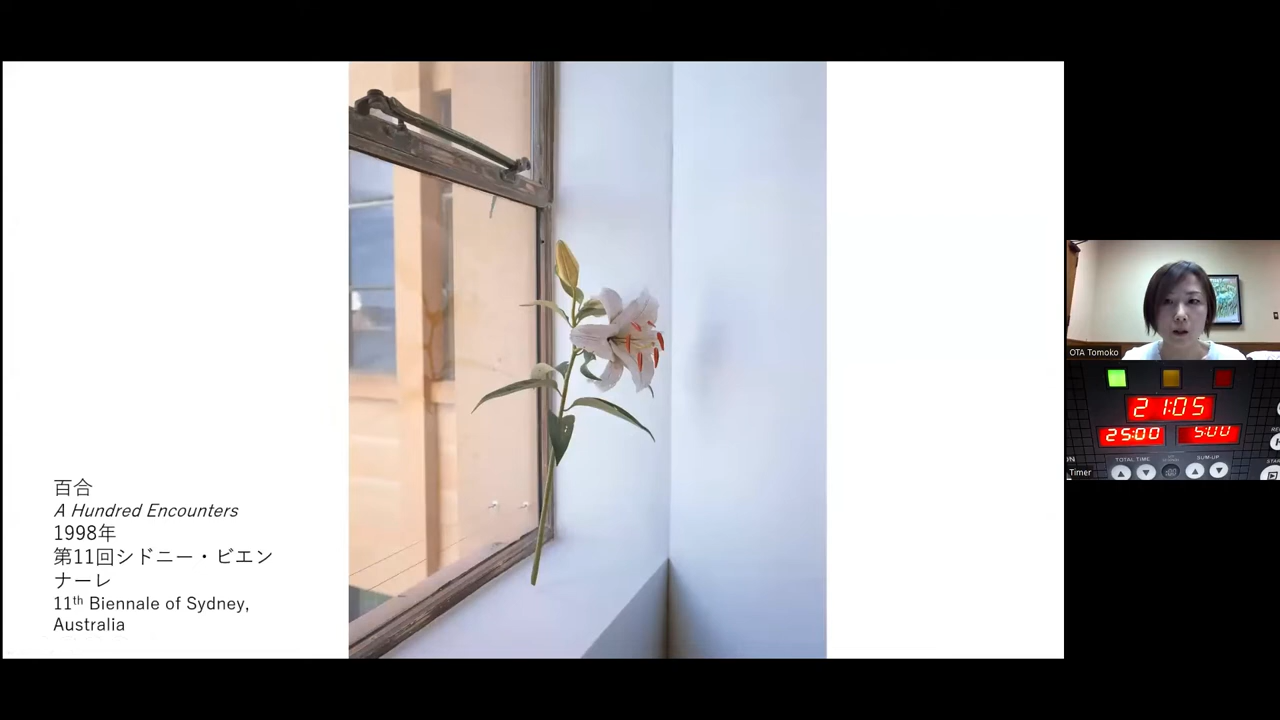 百合
A Hundred Encounters
1998年
第11回シドニー・ビエン
ナーレ
11th Biennale of Sydney,
Australia
OTA Tomoko
21:05
25:00 5:00
TOTAL TIME SUM-UP
Timer